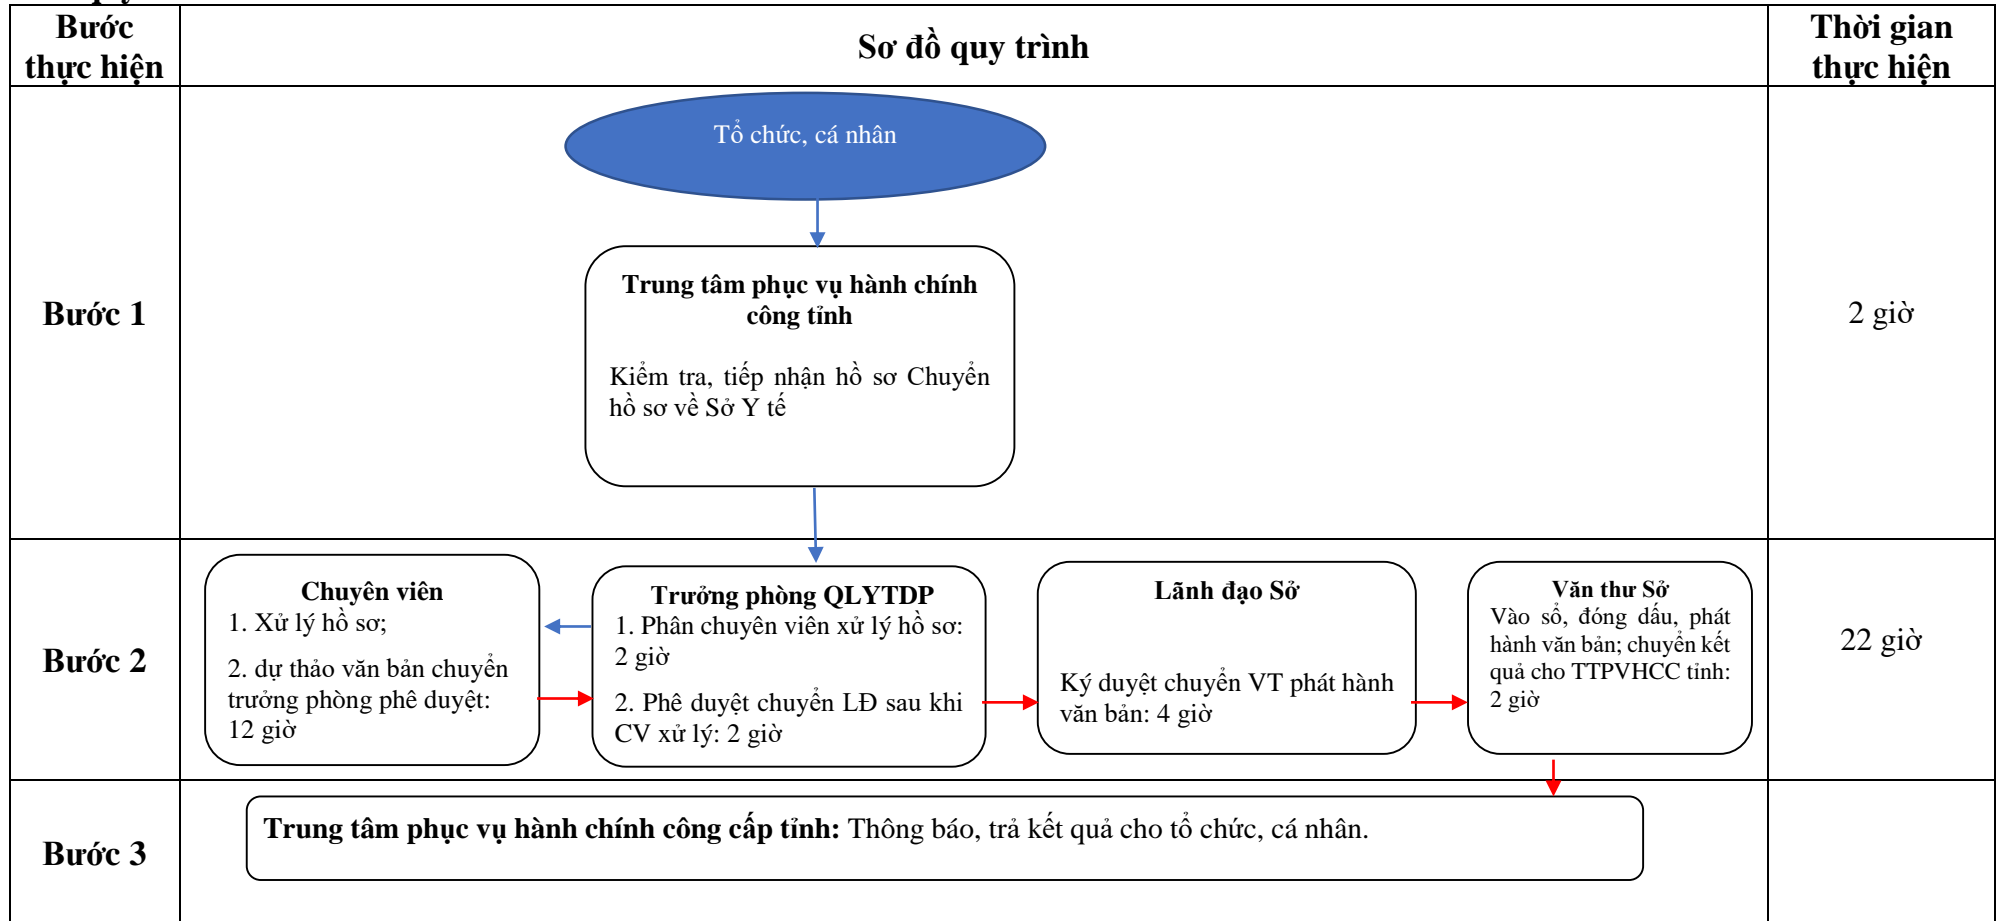 Bước
thực hiện
Sơ đồ quy trình
Thời gian
thực hiện
Tổ chức, cá nhân
Bước 1
Trung tâm phục vụ hành chính
công tỉnh
Kiểm tra, tiếp nhận hồ sơ Chuyển
hồ sơ về Sở Y tế
2 giờ
Bước 2
Chuyên viên
1. Xử lý hồ sơ;
2. dự thảo văn bản chuyển
trưởng phòng phê duyệt:
12 giờ
Trưởng phòng QLYTDP
1. Phân chuyên viên xử lý hồ sơ:
2 giờ
2. Phê duyệt chuyển LĐ sau khi
CV xử lý: 2 giờ
Lãnh đạo Sở
Ký duyệt chuyển VT phát hành
văn bản: 4 giờ
Văn thư Sở
Vào sổ, đóng dấu, phát
hành văn bản; chuyển kết
quả cho TTPVHCC tỉnh:
2 giờ
22 giờ
Bước 3
Trung tâm phục vụ hành chính công cấp tỉnh: Thông báo, trả kết quả cho tổ chức, cá nhân.